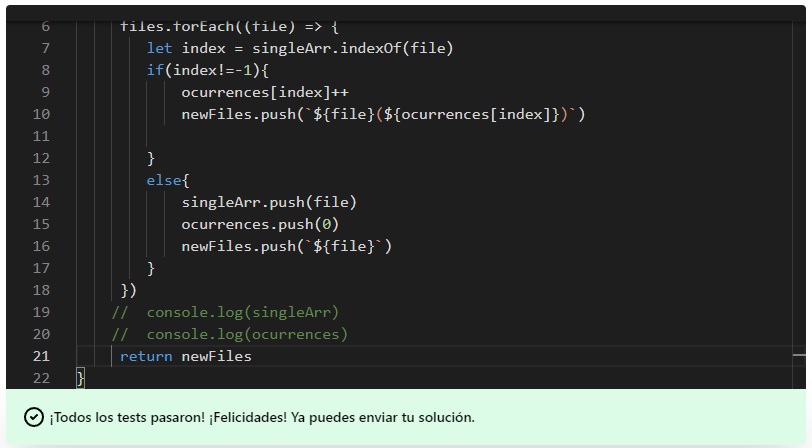 6 files.forEach((file) => {
7 let index = singleArr.indexOf(file)
8 if(index!=-1){
9 ocurrences[index]++
10 newFiles.push(`${file}(${ocurrences[index]})`)
11
12 }
13 else{
14 singleArr.push(file)
15 ocurrences.push(0)
16 newFiles.push(`${file}`)
17 }
18 })
19 // console.log(singleArr)
20 // console.log(ocurrences)
21 return newFiles
22 }
¡Todos los tests pasaron! ¡Felicidades! Ya puedes enviar tu solución.